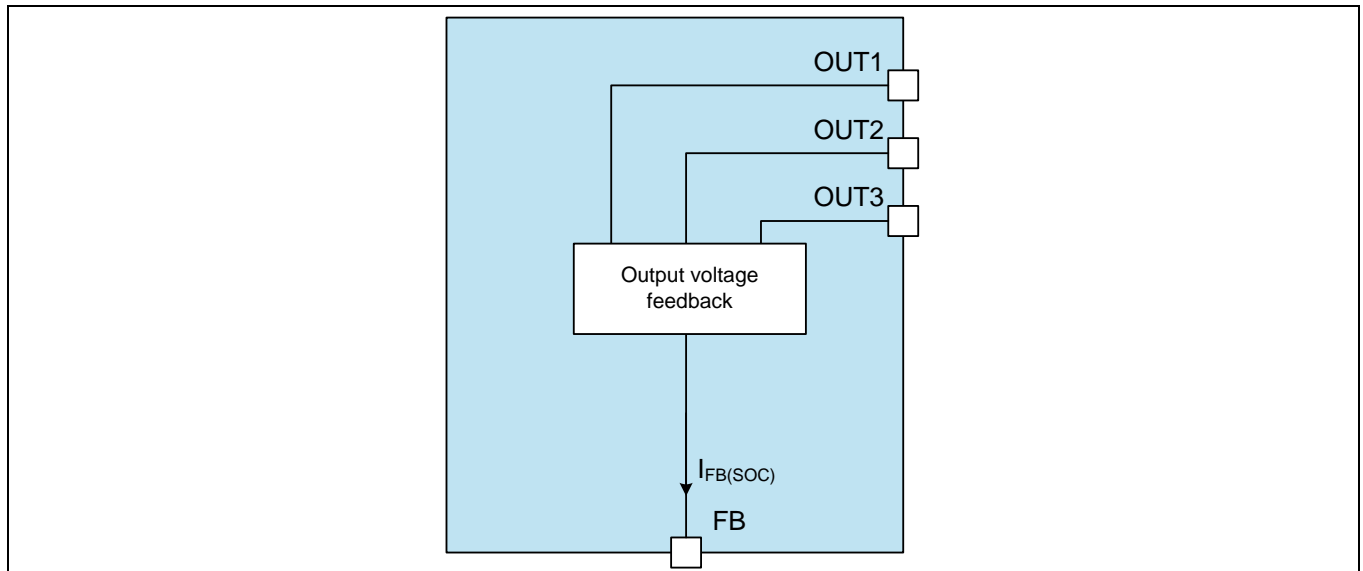 OUT1
OUT2
OUT3
Output voltage
feedback
IFB(SOC)
FB